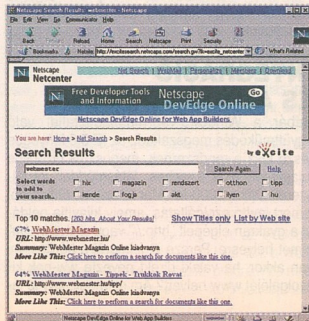 Netscape Search Results webmester - Netscape
File Edit View Go Communicator Help
Back Reload Home Search Netscape Print Security
Bookmarks Netsite: http://excitesearch.netscape.com/search.gw?lk=excite_netcenter What's Related
Netscape Netcenter
Net Search | WebMail | Personalize | Members | Download
Free Developer Tools and Information
Netscape DevEdge Online
Go
Netscape DevEdge Online for Web App Builders
You are here: Home > Net Search > Search Results
Search Results by excite
webmester Search Again Help
Select words to add to your search..
hix magazin rendszert otthon tipp
kende fogja akt ilyen hu
Top 10 matches. [260 hits. About Your Results] Show Titles only List by Web site
67% WebMester Magazin
URL: http://www.webmester.hu/
Summary: WebMester Magazin Online kiadvanya
More Like This: Click here to perform a search for documents like this one.
64% WebMester Magazin - Tippek - Trukkok Rovat
URL: http://www.webmester.hu/tipp/
Summary: WebMester Magazin Online kiadvanya
More Like This: Click here to perform a search for documents like this one.
Netscape DevEdge Online for Web App Builders